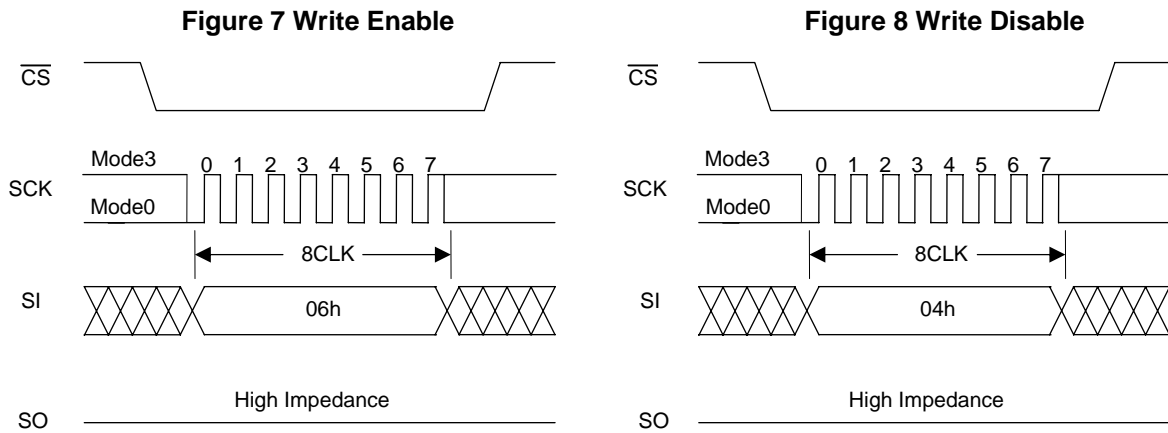 Figure 7 Write Enable
CS
Mode3
0 1 2 3 4 5 6 7
SCK
Mode0
8CLK
SI
06h
High Impedance
SO
Figure 8 Write Disable
CS
Mode3
0 1 2 3 4 5 6 7
SCK
Mode0
8CLK
SI
04h
High Impedance
SO